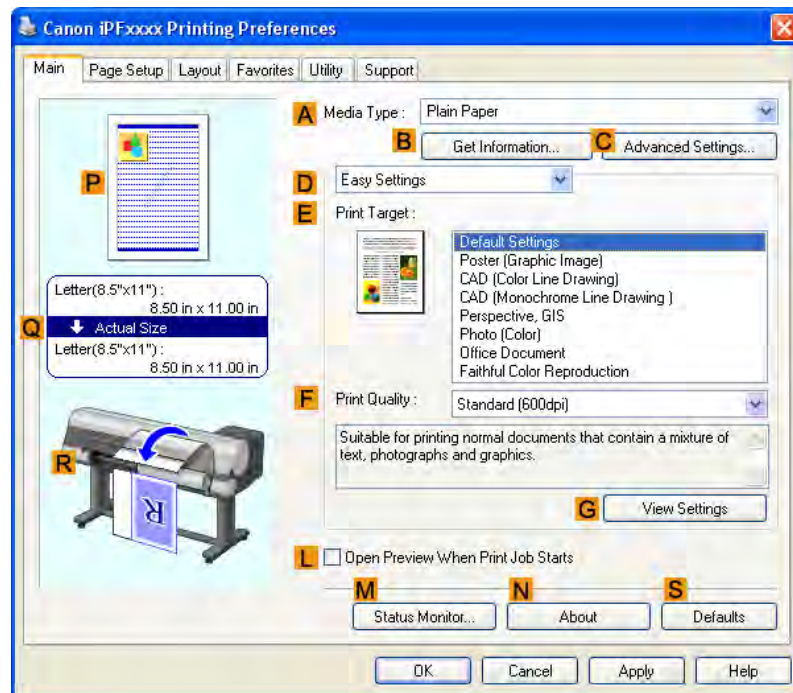 Canon iPFxxxx Printing Preferences
Main Page Setup Layout Favorites Utility Support
A Media Type : Plain Paper
B Get Information... C Advanced Settings...
P
D Easy Settings
E Print Target :
Default Settings
Poster (Graphic Image)
CAD (Color Line Drawing)
CAD (Monochrome Line Drawing )
Perspective, GIS
Photo (Color)
Office Document
Faithful Color Reproduction
Letter(8.5"x11") :
8.50 in x 11.00 in
Q Actual Size
Letter(8.5"x11") :
8.50 in x 11.00 in
F Print Quality : Standard (600dpi)
Suitable for printing normal documents that contain a mixture of
text, photographs and graphics.
R
R
G View Settings
L Open Preview When Print Job Starts
M N S
Status Monitor... About Defaults
OK Cancel Apply Help